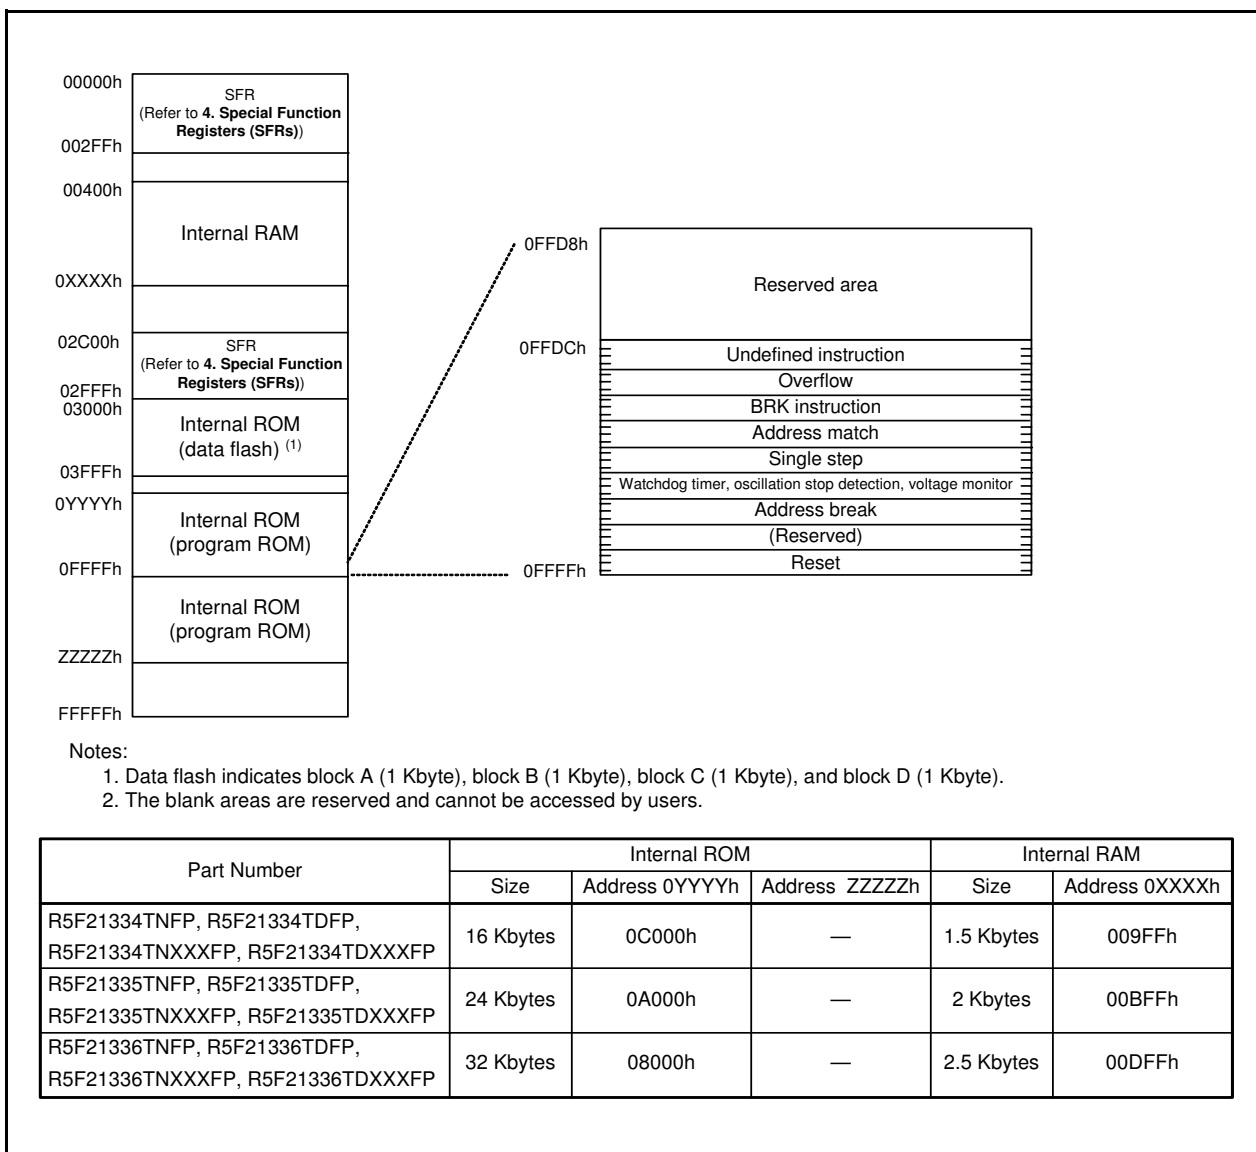 00000h
SFR
(Refer to 4. Special Function
Registers (SFRs))
002FFh
00400h
Internal RAM
0XXXXh
02C00h
SFR
(Refer to 4. Special Function
Registers (SFRs))
02FFFh
03000h
Internal ROM
(data flash) (1)
03FFFh
0YYYYh
Internal ROM
(program ROM)
0FFFFh
Internal ROM
(program ROM)
ZZZZZh
FFFFFh
0FFD8h
Reserved area
0FFDCh
Undefined instruction
Overflow
BRK instruction
Address match
Single step
Watchdog timer, oscillation stop detection, voltage monitor
Address break
(Reserved)
0FFFFh
Reset
Notes:
1. Data flash indicates block A (1 Kbyte), block B (1 Kbyte), block C (1 Kbyte), and block D (1 Kbyte).
2. The blank areas are reserved and cannot be accessed by users.
Part Number Internal ROM Internal RAM
Size Address 0YYYYh Address ZZZZZh Size Address 0XXXXh
R5F21334TNFP, R5F21334TDFP,
R5F21334TNXXXFP, R5F21334TDXXXFP
16 Kbytes 0C000h — 1.5 Kbytes 009FFh
R5F21335TNFP, R5F21335TDFP,
R5F21335TNXXXFP, R5F21335TDXXXFP
24 Kbytes 0A000h — 2 Kbytes 00BFFh
R5F21336TNFP, R5F21336TDFP,
R5F21336TNXXXFP, R5F21336TDXXXFP
32 Kbytes 08000h — 2.5 Kbytes 00DFFh